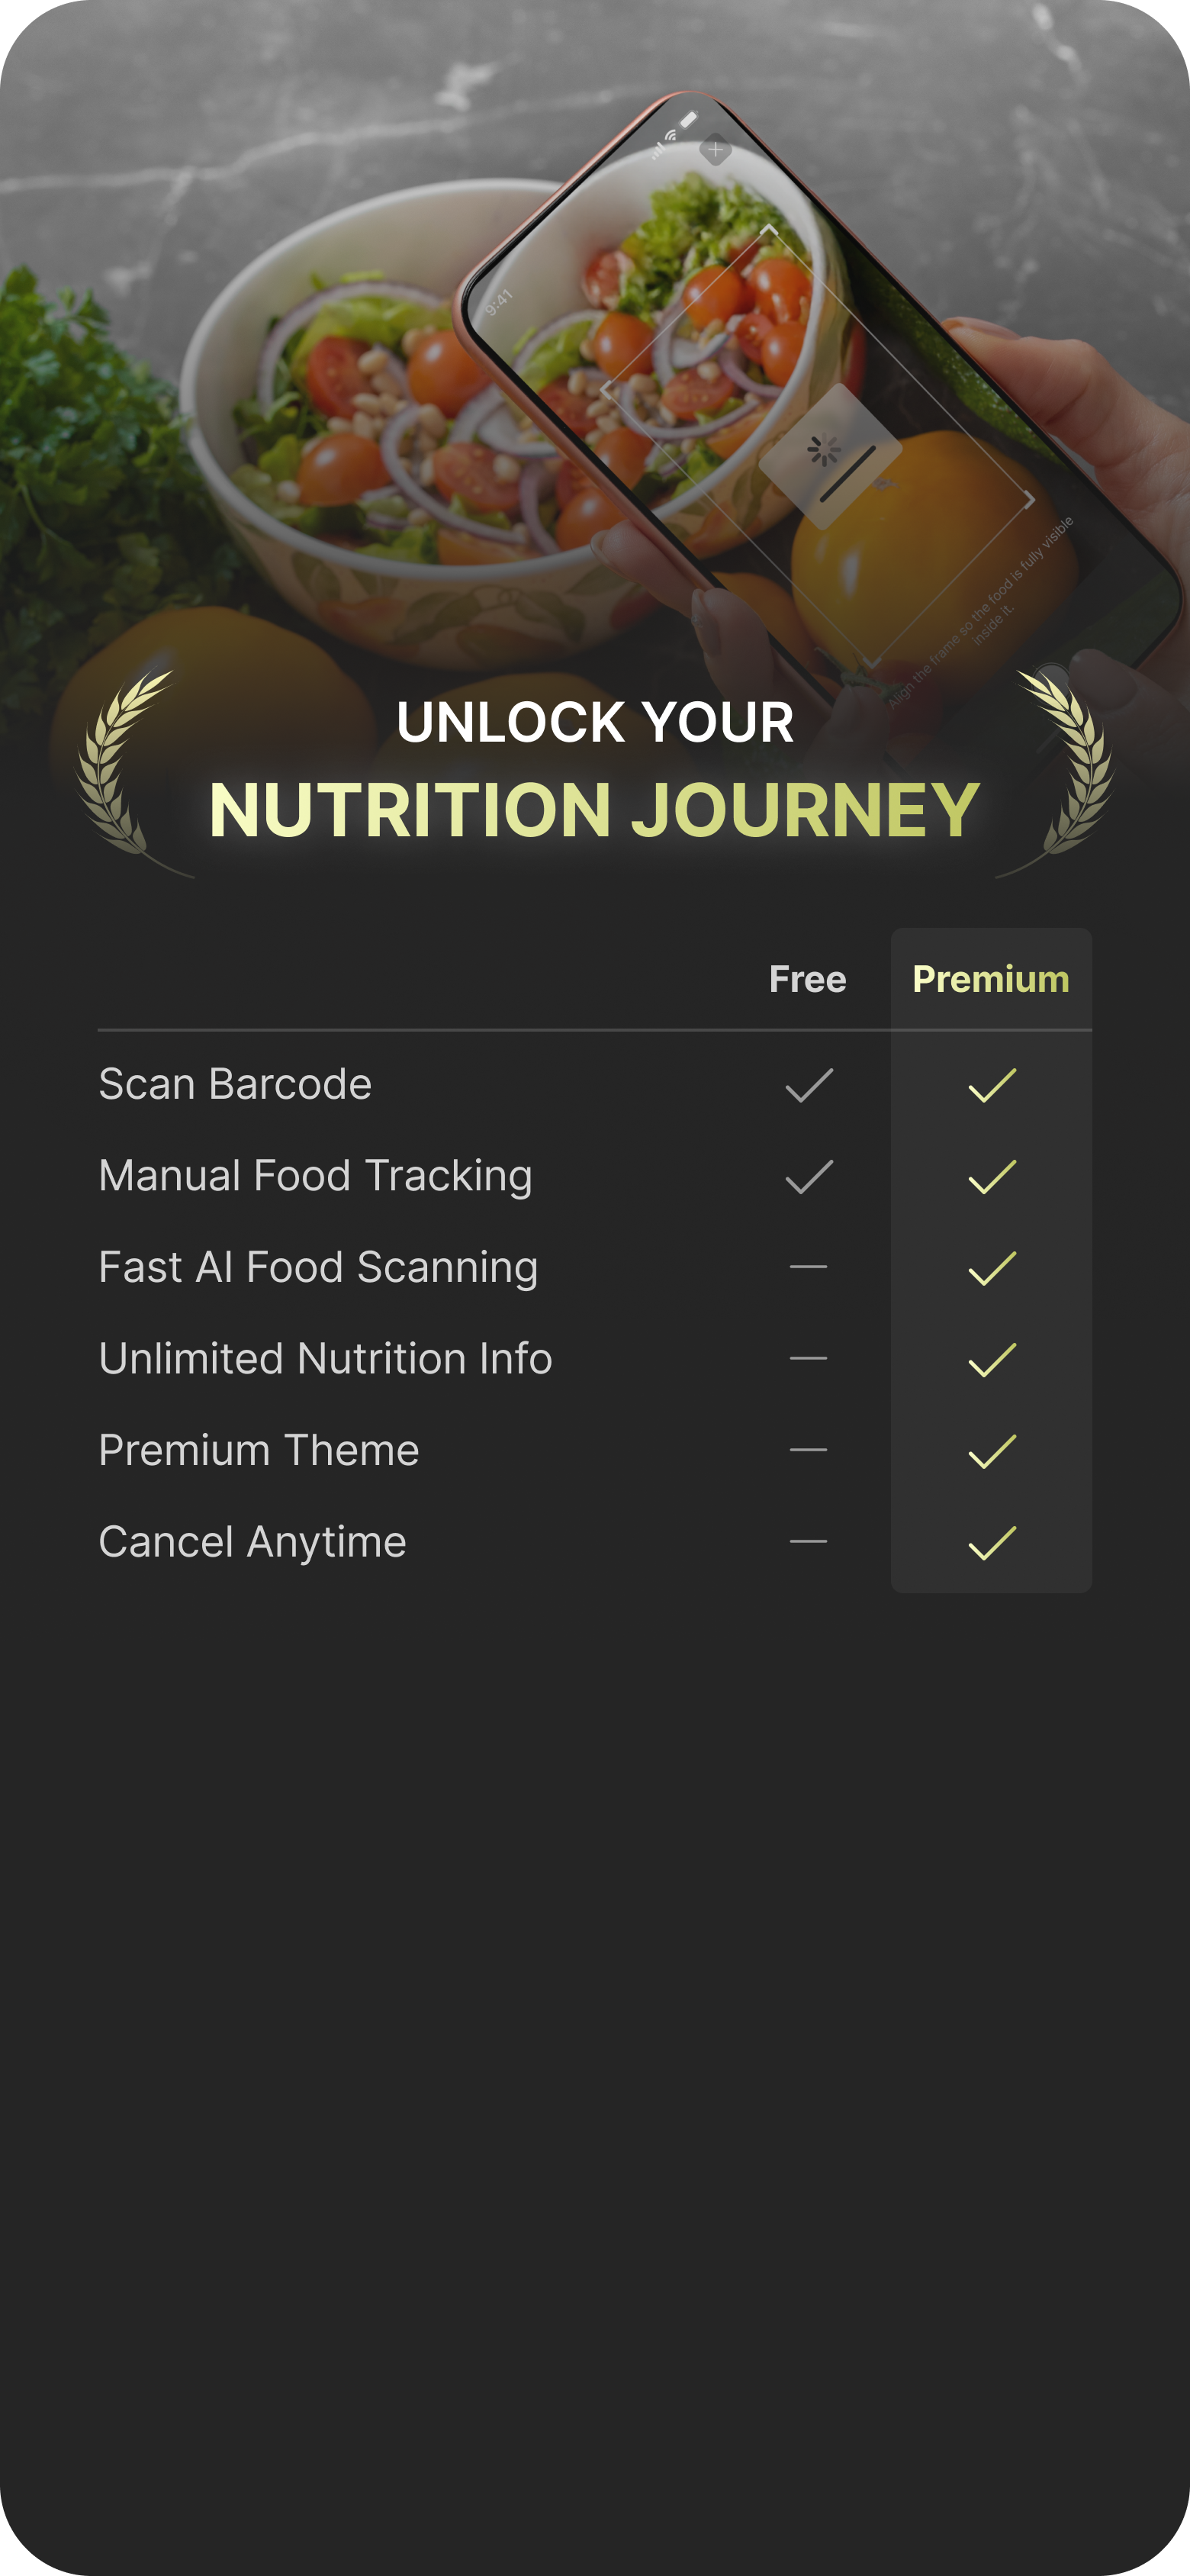 9:41
Align the frame so the food is fully visible
inside it.
UNLOCK YOUR
NUTRITION JOURNEY
Free Premium
Scan Barcode
Manual Food Tracking
Fast AI Food Scanning
Unlimited Nutrition Info
Premium Theme
Cancel Anytime